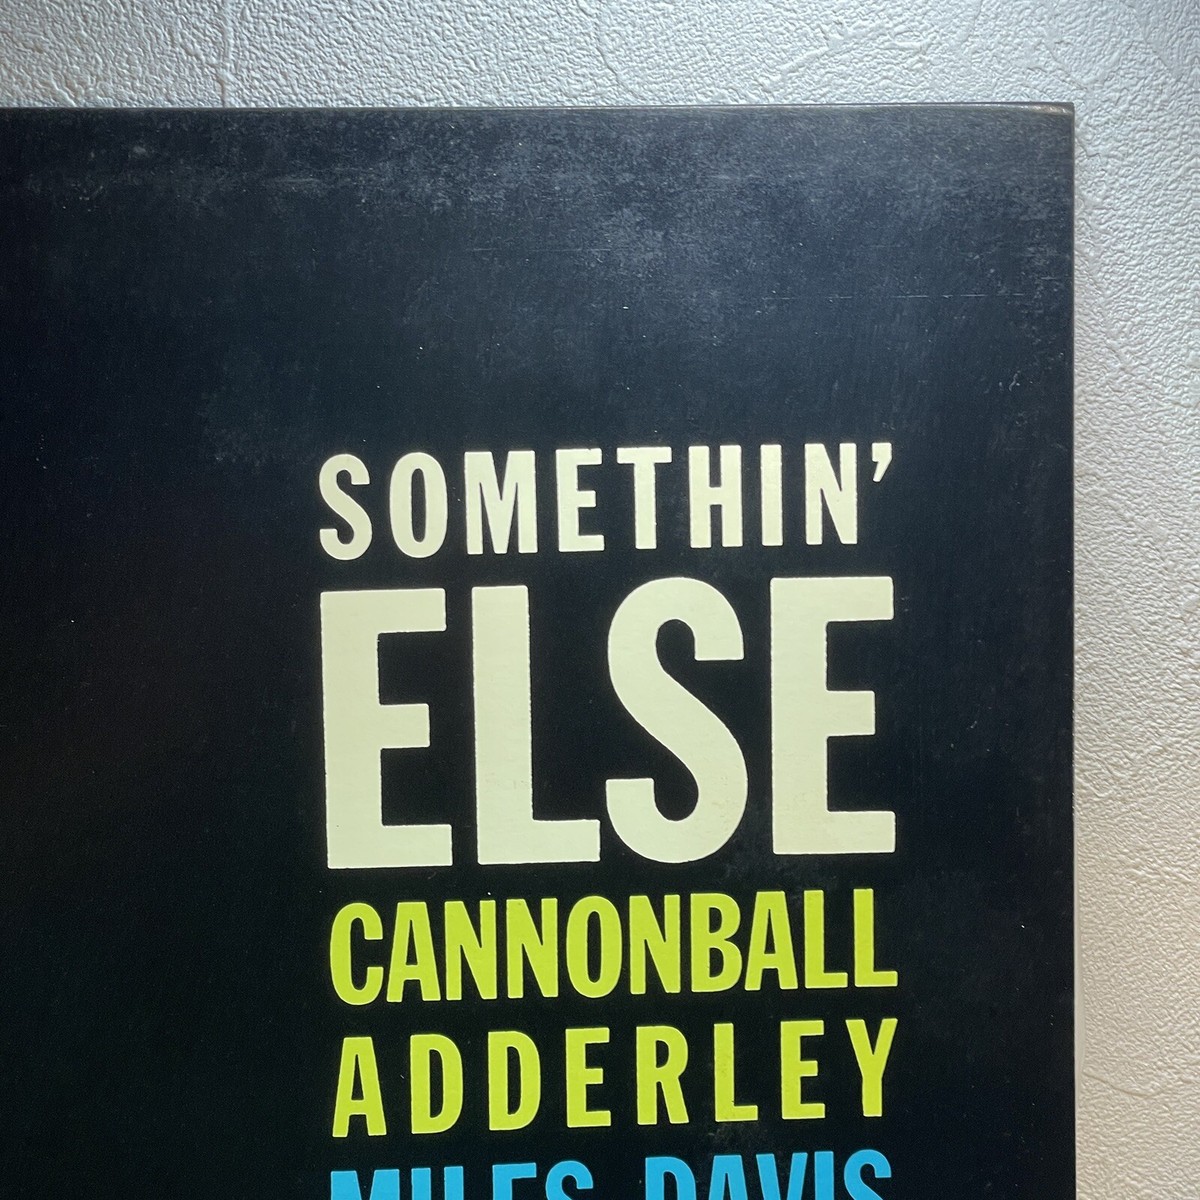 SOMETHIN’
ELSE
CANNONBALL
ADDERLEY
MILES DAVIS